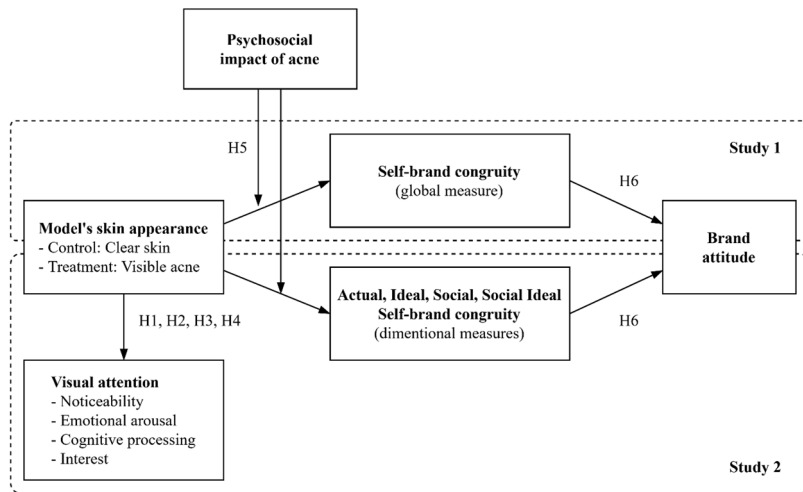 Psychosocial
impact of acne
H5
Study 1
Self-brand congruity
(global measure)
H6
Model's skin appearance
- Control: Clear skin
- Treatment: Visible acne
Brand
attitude
Actual, Ideal, Social, Social Ideal
Self-brand congruity
(dimentional measures)
H6
H1, H2, H3, H4
Visual attention
- Noticeability
- Emotional arousal
- Cognitive processing
- Interest
Study 2